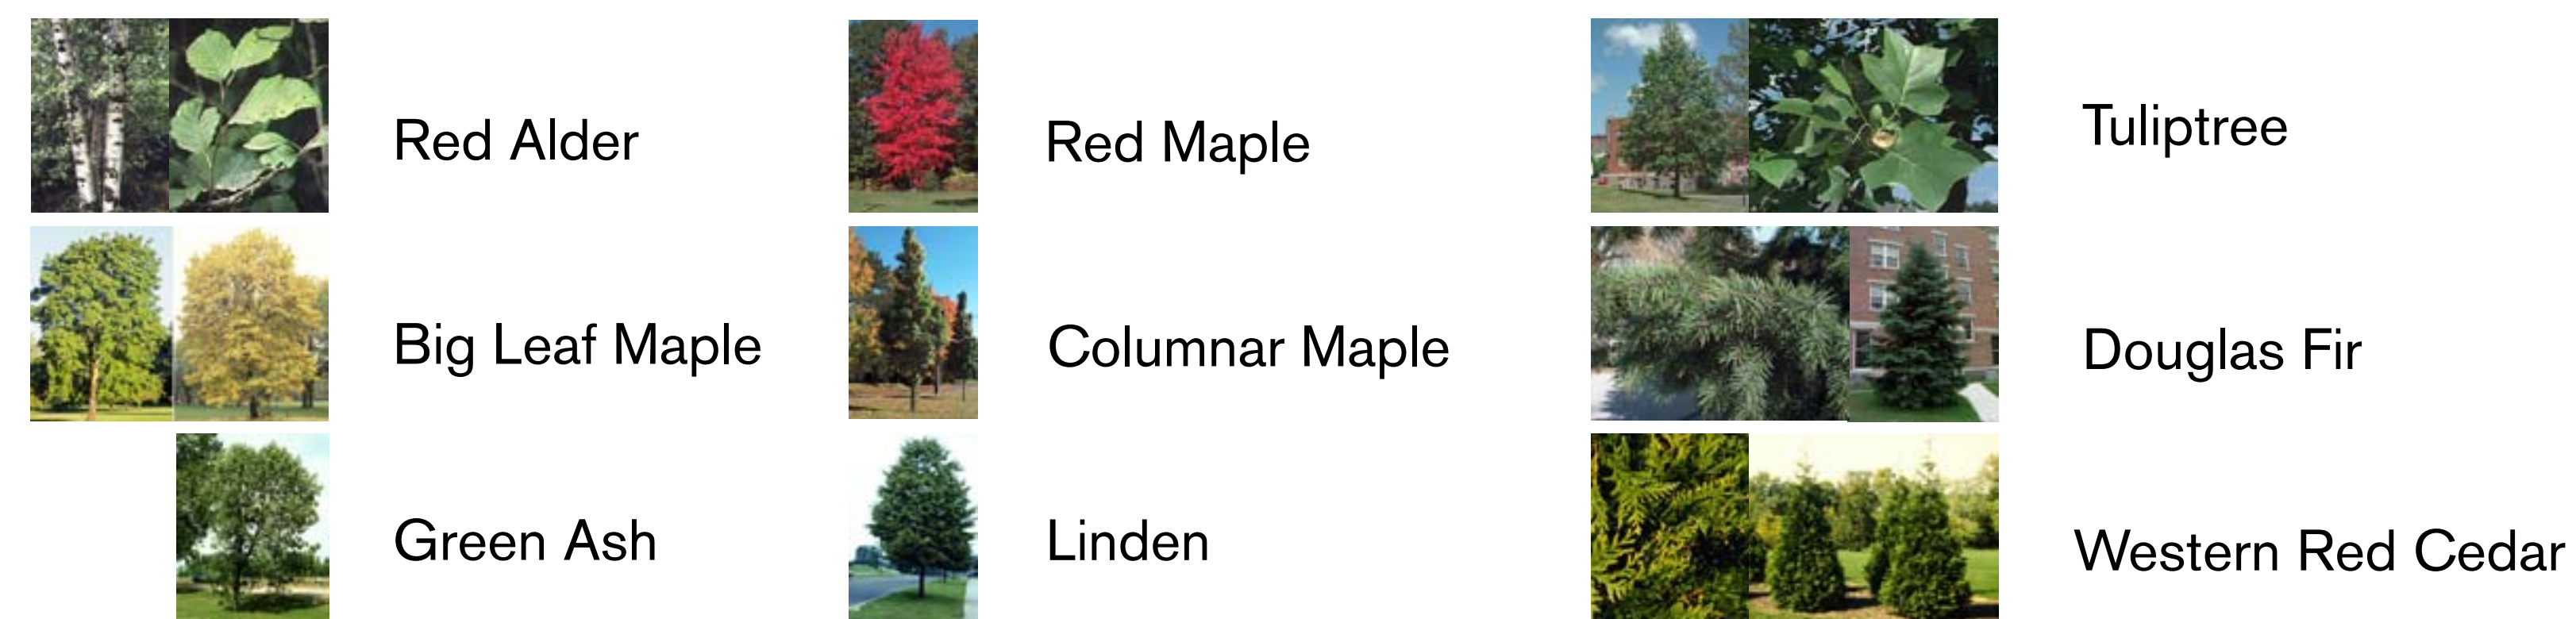 Red Alder
Red Maple
Tuliptree
Big Leaf Maple
Columnar Maple
Douglas Fir
Green Ash
Linden
Western Red Cedar